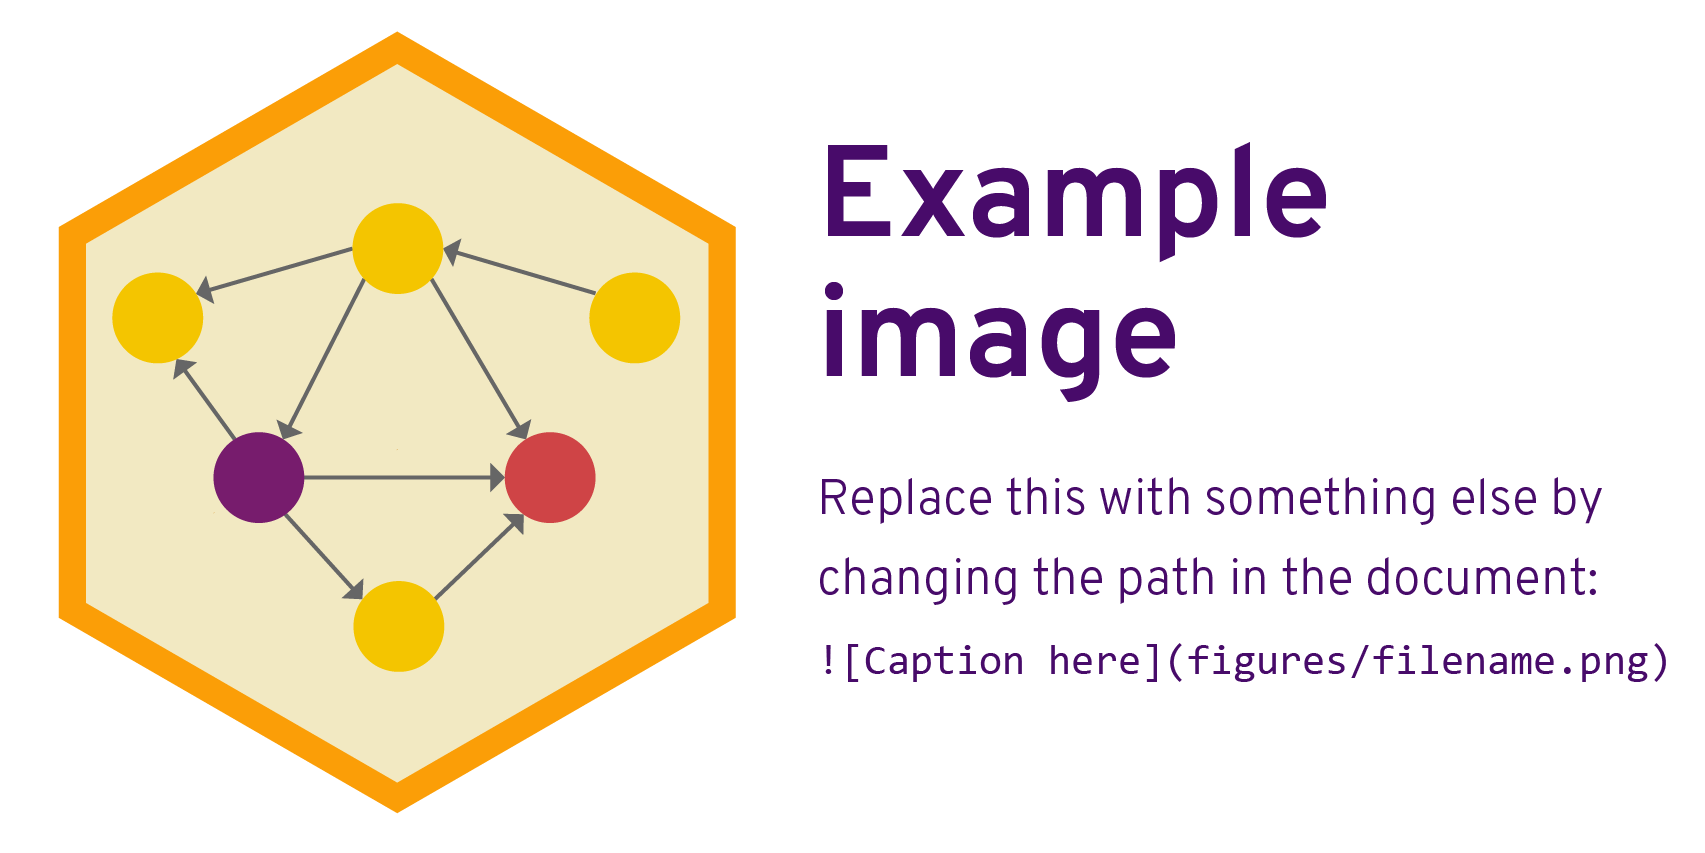 Example
image
Replace this with something else by
changing the path in the document:
![Caption here](figures/filename.png)